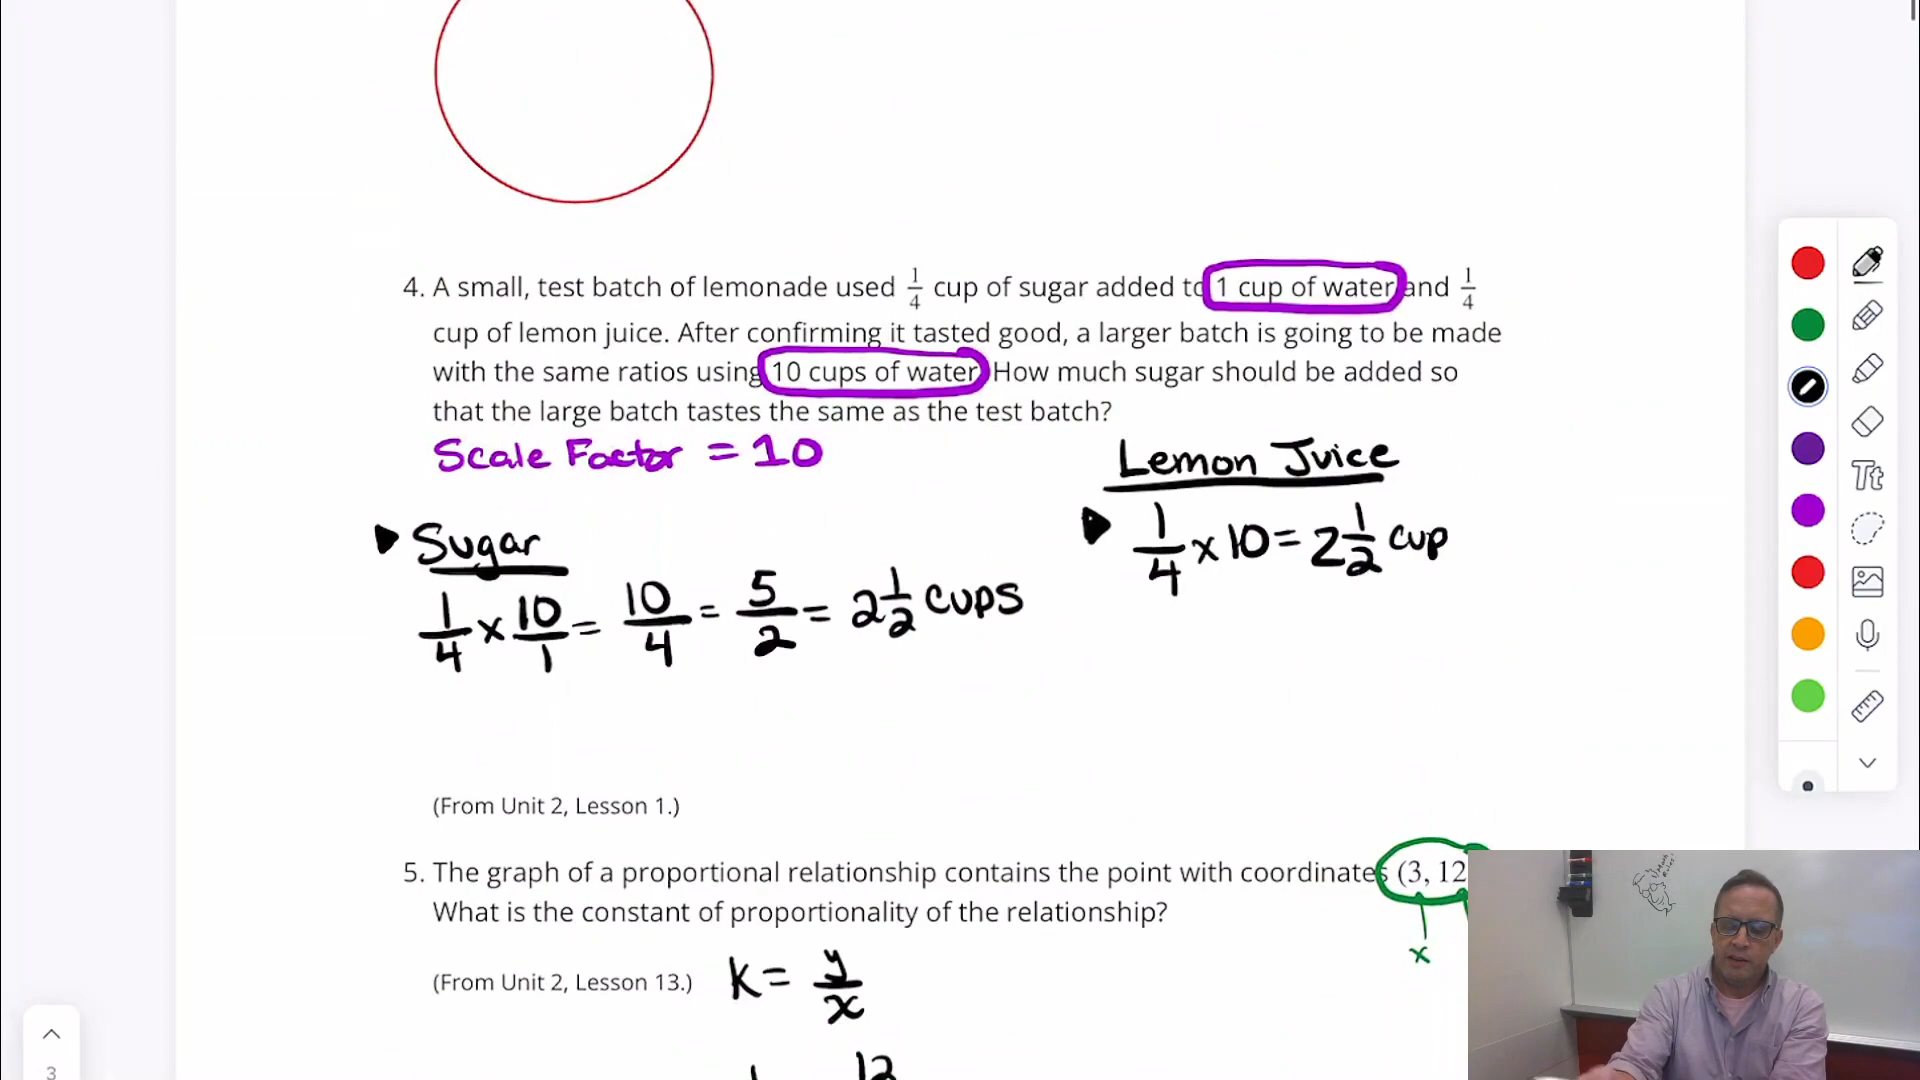 4. A small, test batch of lemonade used 1/4 cup of sugar added to 1 cup of water and 1/4
cup of lemon juice. After confirming it tasted good, a larger batch is going to be made
with the same ratios using 10 cups of water. How much sugar should be added so
that the large batch tastes the same as the test batch?
Scale Factor = 10
Lemon Juice
1/4 x 10 = 2 1/2 cup
Sugar
1/4 x 10/1 = 10/4 = 5/2 = 2 1/2 cups
(From Unit 2, Lesson 1.)
5. The graph of a proportional relationship contains the point with coordinates (3, 12
What is the constant of proportionality of the relationship?
x
(From Unit 2, Lesson 13.)
k = y/x
12
Tt
3